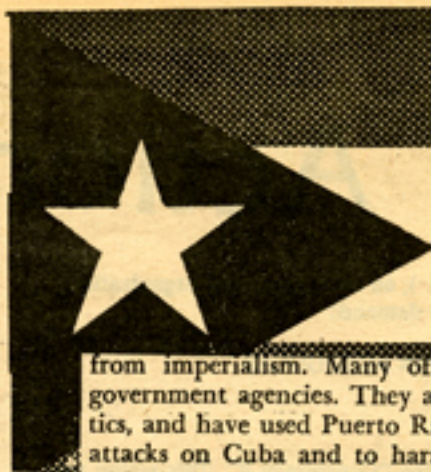 from imperialism. Many of
government agencies. They a
tics, and have used Puerto R
attacks on Cuba and to har